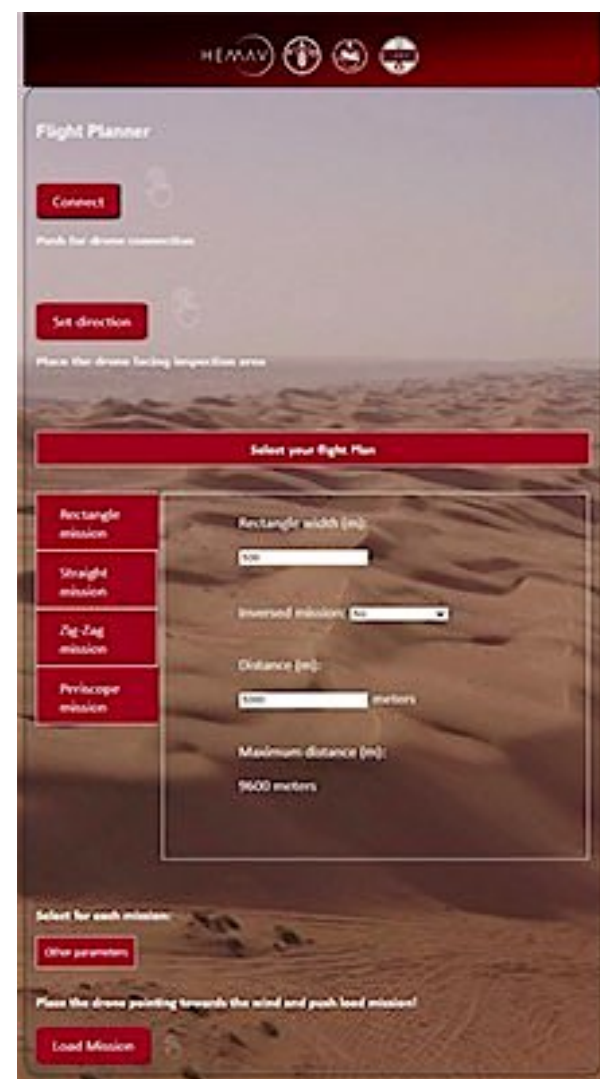 HEMAV
Flight Planner
Connect
Push for drone connection
Set direction
Place the drone facing inspection area
Select your flight Plan
Rectangle
mission
Straight
mission
Zig-Zag
mission
Periscope
mission
Rectangle width (m):
500
Inversed mission: No
Distance (m):
meters
Maximum distance (m):
9600 meters
Select for each mission:
Other parameters
Place the drone pointing towards the wind and push load mission!
Load Mission